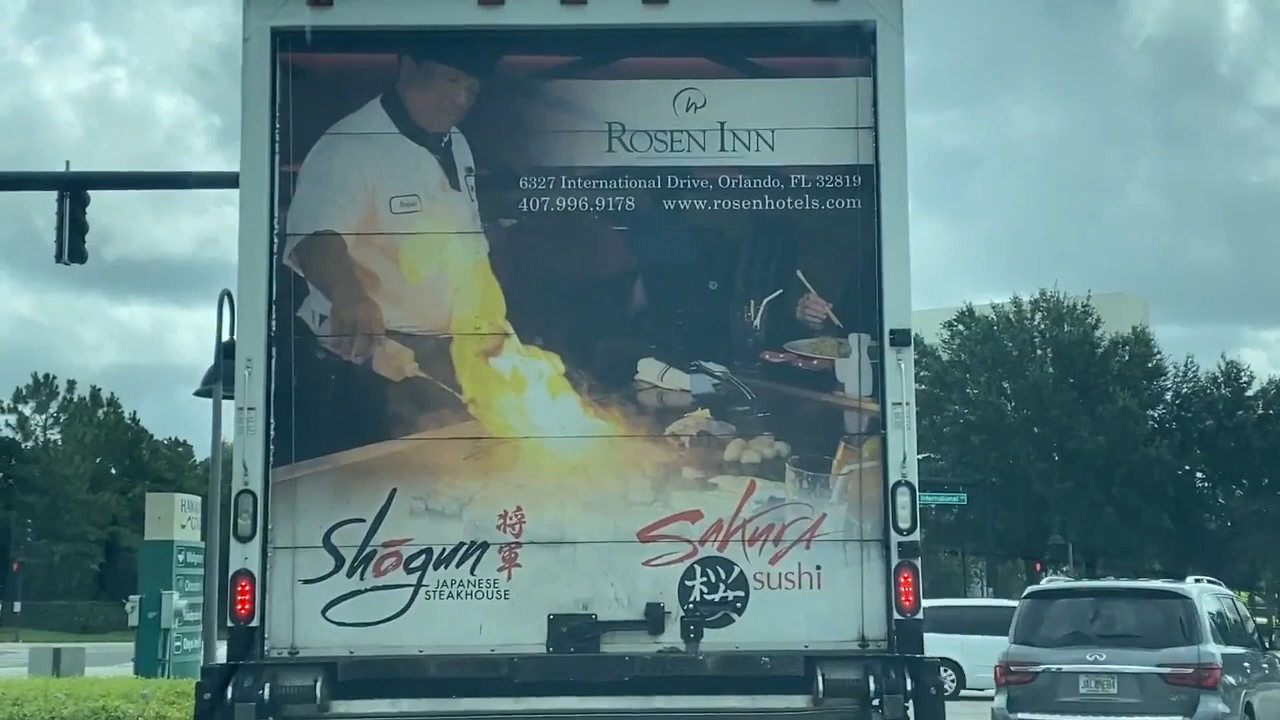 ROSEN INN
6327 International Drive, Orlando, FL 32819
407.996.9178 www.rosenhotels.com
Shōgun 将軍
JAPANESE
STEAKHOUSE
Sakura
桜 sushi
International